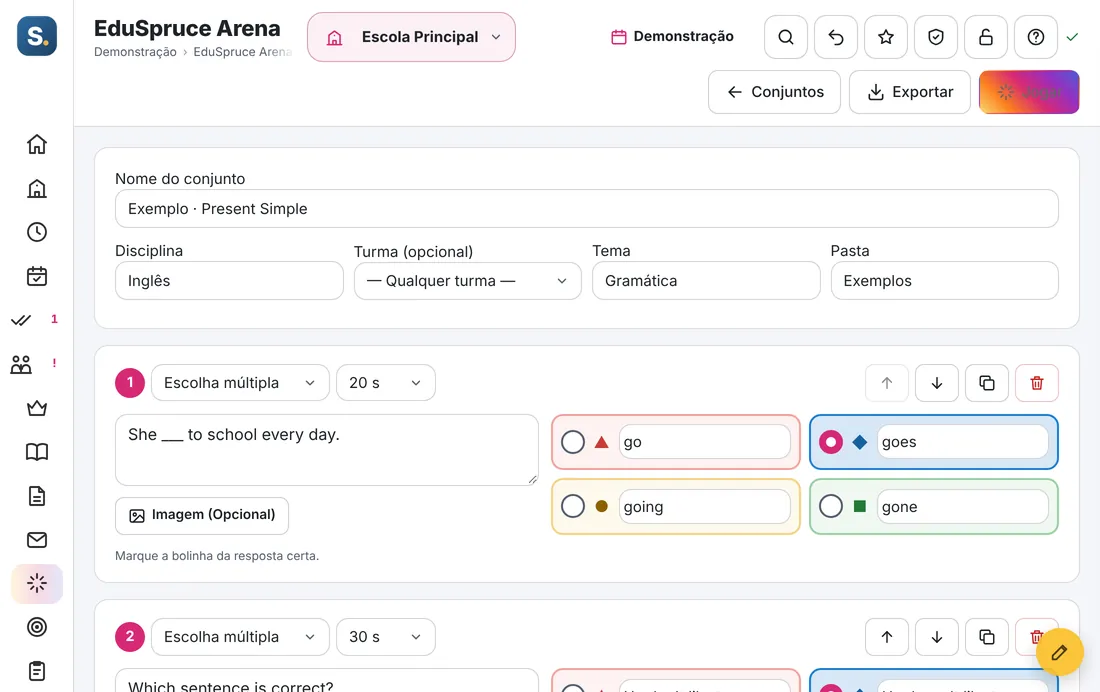 S.
EduSpruce Arena
Demonstração › EduSpruce Arena
Escola Principal
Demonstração
Conjuntos
Exportar
Nome do conjunto
Exemplo · Present Simple
Disciplina
Turma (opcional)
Tema
Pasta
Inglês
— Qualquer turma —
Gramática
Exemplos
1
!
1
Escolha múltipla
20 s
She ___ to school every day.
go
goes
going
gone
Imagem (Opcional)
Marque a bolinha da resposta certa.
2
Escolha múltipla
30 s
Which sentence is correct?